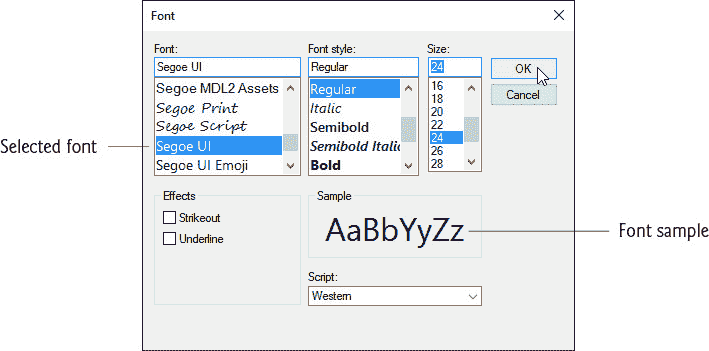 Font
Font:
Segoe UI
Segoe MDL2 Assets
Segoe Print
Segoe Script
Segoe UI
Segoe UI Emoji
Font style:
Regular
Regular
Italic
Semibold
Semibold Italic
Bold
Size:
24
16
18
20
22
24
26
28
OK
Cancel
Selected font
Effects
Strikeout
Underline
Sample
AaBbYyZz
Font sample
Script:
Western